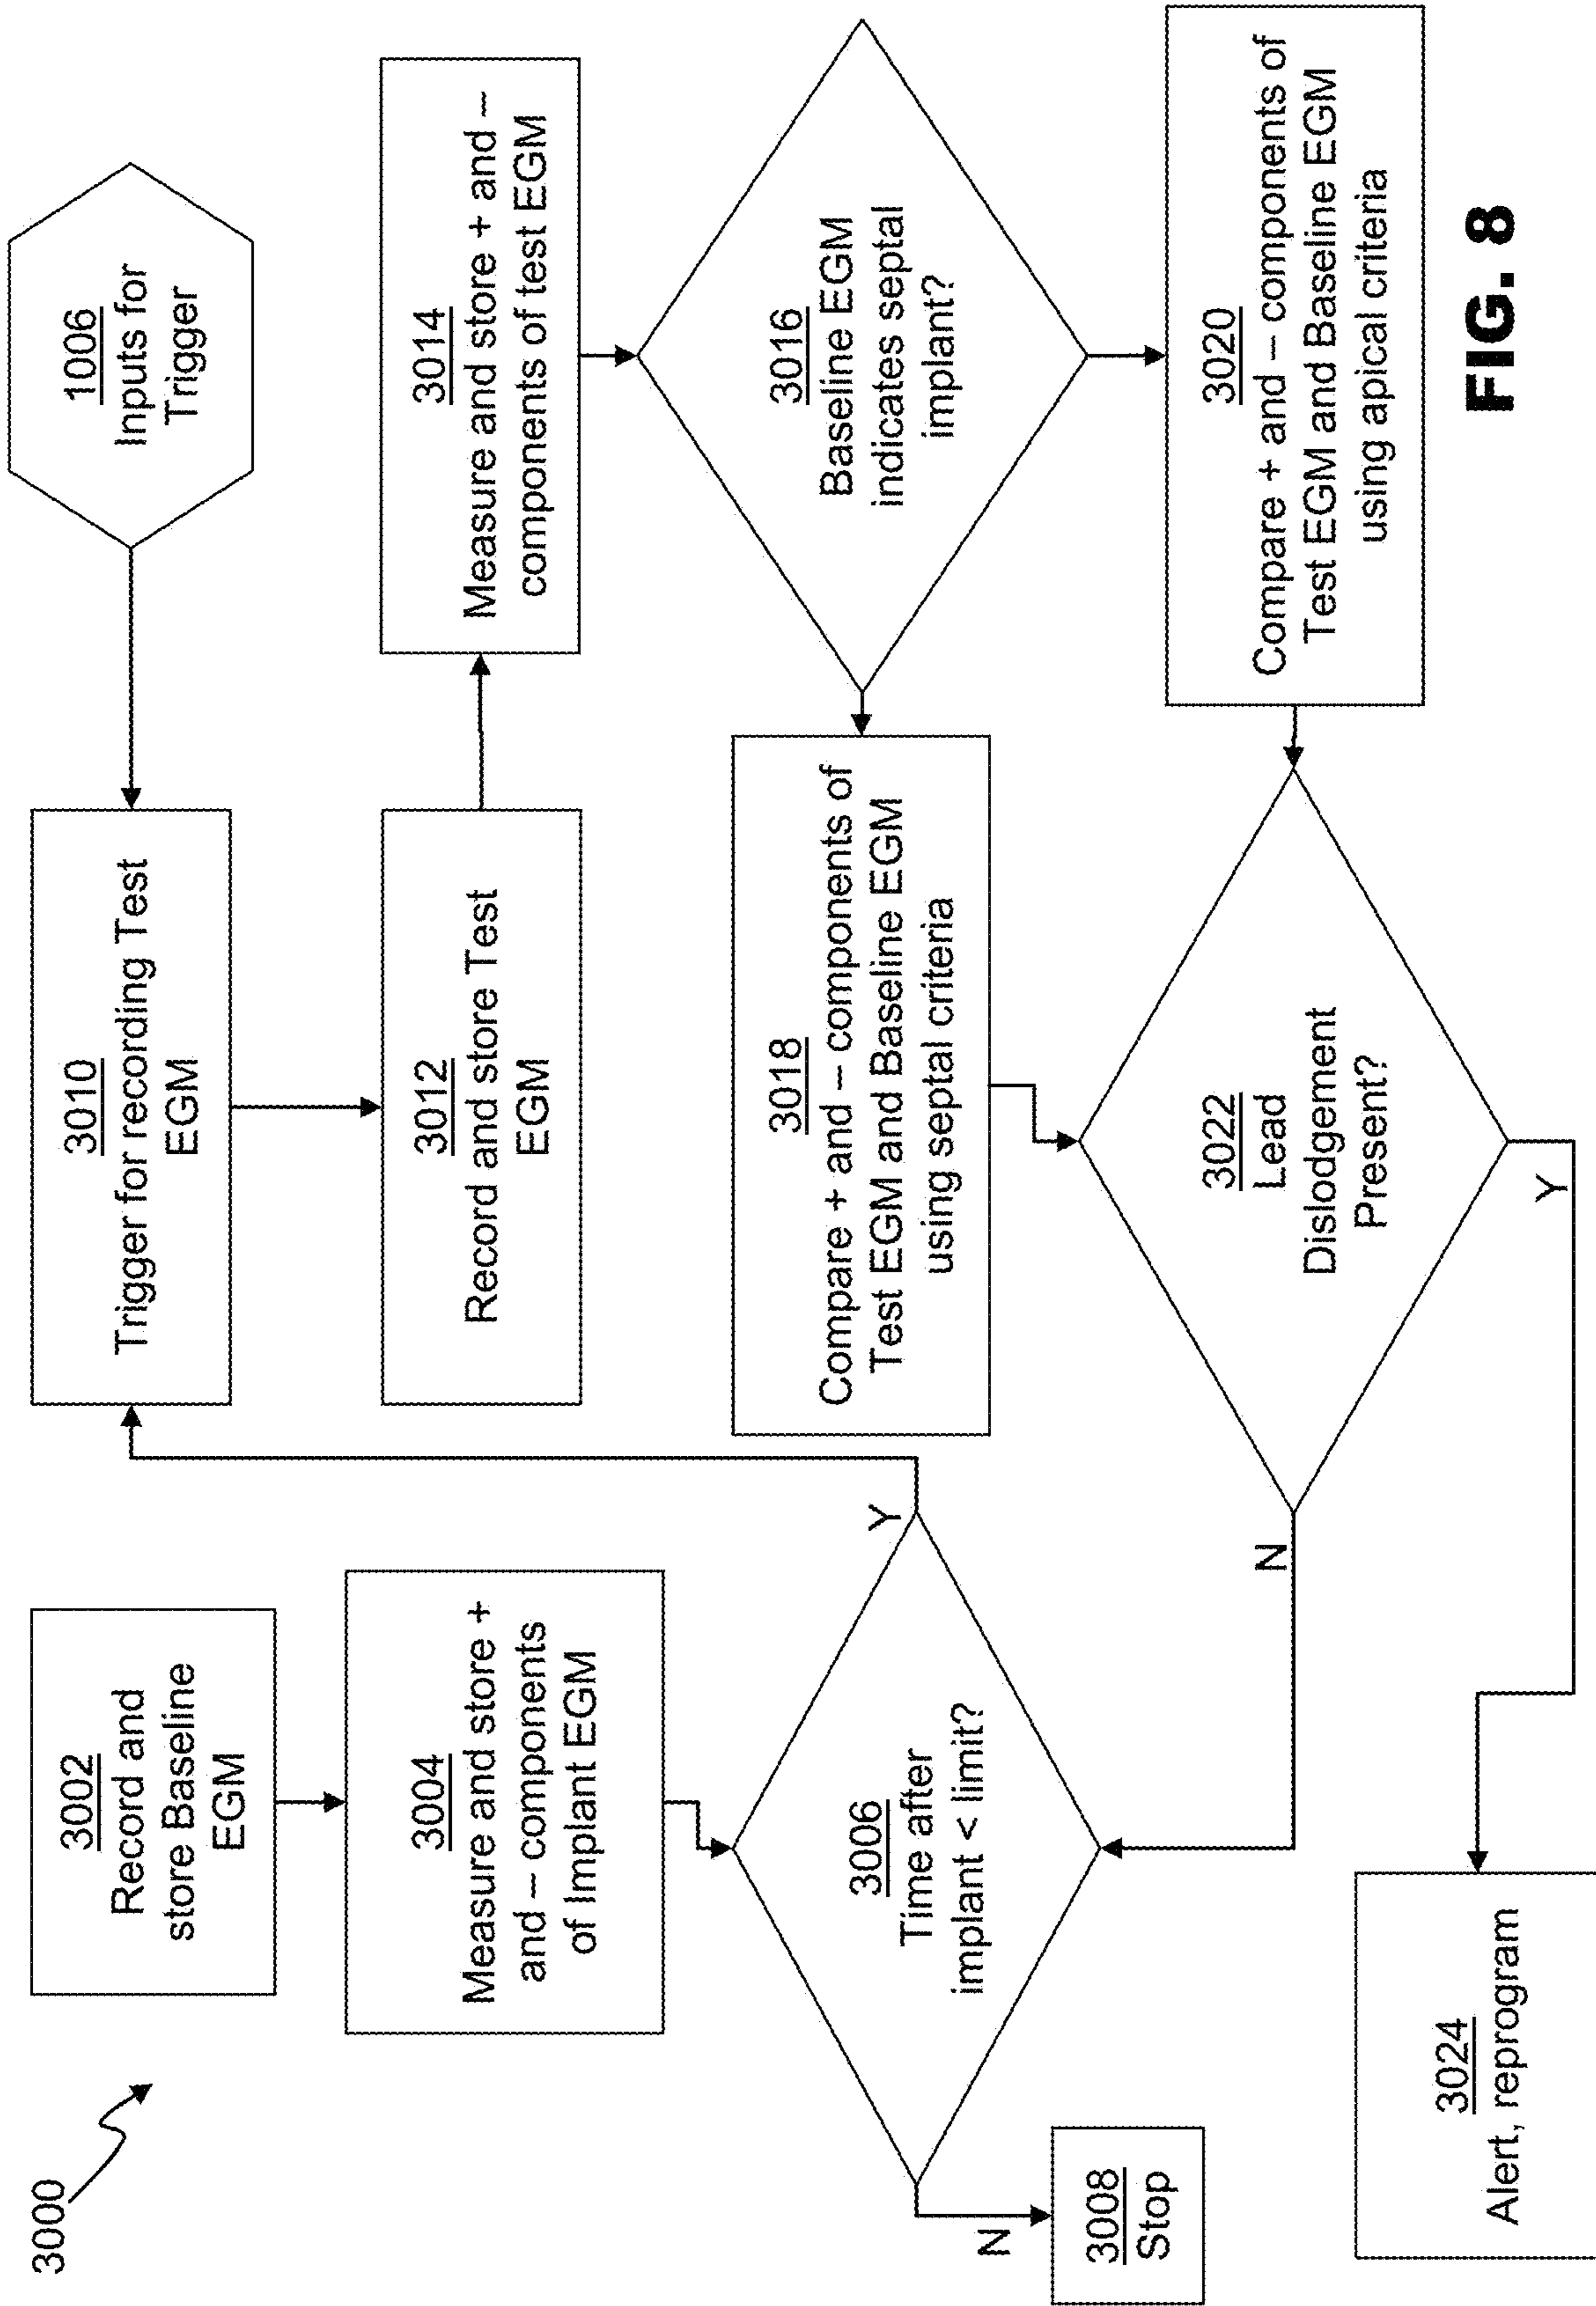 3000
3002
Record and
store Baseline
EGM
3004
Measure and store +
and – components
of Implant EGM
3006
Time after
implant < limit?
N
Y
3008
Stop
1006
Inputs for
Trigger
3010
Trigger for recording Test
EGM
3012
Record and store Test
EGM
3014
Measure and store + and –
components of test EGM
3016
Baseline EGM
indicates septal
implant?
3018
Compare + and – components of
Test EGM and Baseline EGM
using septal criteria
3020
Compare + and – components of
Test EGM and Baseline EGM
using apical criteria
3022
Lead
Dislodgement
Present?
N
Y
3024
Alert, reprogram
FIG. 8